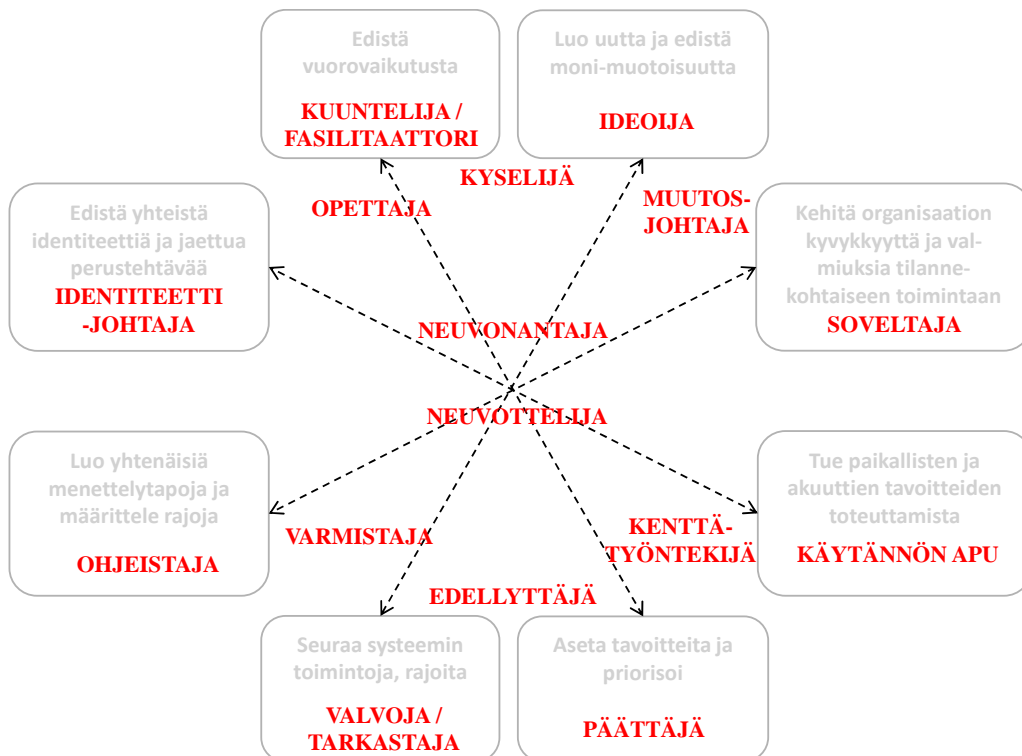 Edistä
vuorovaikutusta
KUUNTELIJA /
FASILITAATTORI
Luo uutta ja edistä
moni-muotoisuutta
IDEOIJA
KYSELIJÄ
OPETTAJA
MUUTOS-
JOHTAJA
Edistä yhteistä
identiteettiä ja jaettua
perustehtävää
IDENTITEETTI
-JOHTAJA
Kehitä organisaation
kyvykkyyttä ja val-
miuksia tilanne-
kohtaiseen toimintaan
SOVELTAJA
NEUVONANTAJA
NEUVOTTELIJA
Luo yhtenäisiä
menettelytapoja ja
määrittele rajoja
OHJEISTAJA
VARMISTAJA
KENTTÄ-
TYÖNTEKIJÄ
Tue paikallisten ja
akuuttien tavoitteiden
toteuttamista
KÄYTÄNNÖN APU
EDELLYTTÄJÄ
Seuraa systeemin
toimintoja, rajoita
VALVOJA /
TARKASTAJA
Aseta tavoitteita ja
priorisoi
PÄÄTTÄJÄ